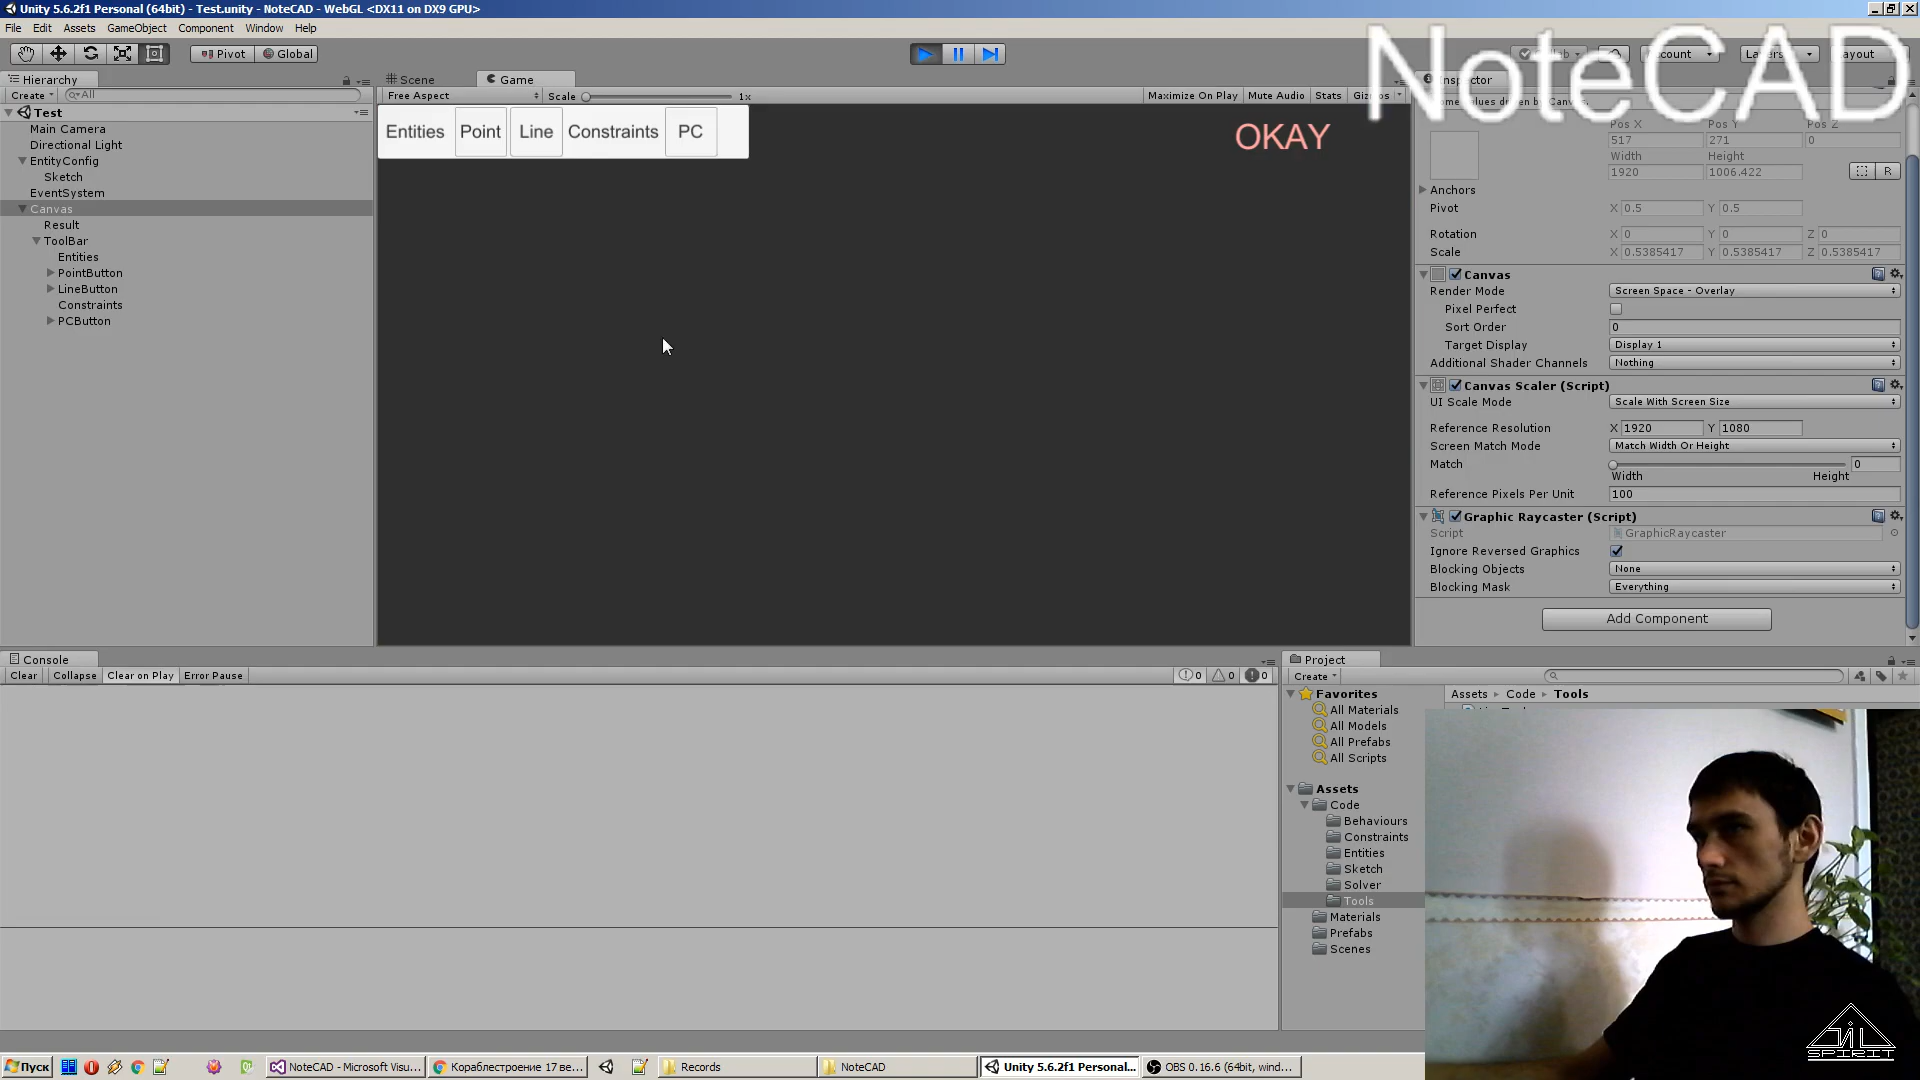 Unity 5.6.2f1 Personal (64bit) - Test.unity - NoteCAD - WebGL <DX11 on DX9 GPU>
File Edit Assets GameObject Component Window Help
NoteCAD
Pivot Global
Account
Hierarchy
Create All
Test
Main Camera
Directional Light
EntityConfig
Sketch
EventSystem
Canvas
Result
ToolBar
Entities
PointButton
LineButton
Constraints
PCButton
Scene Game
Free Aspect Scale 1x Maximize On Play Mute Audio Stats
Entities Point Line Constraints PC
OKAY
Pos X Pos Y Pos Z
517 271 0
Width Height
1920 1006.422
R
Anchors
Pivot X 0.5 Y 0.5
Rotation X 0 Y 0 Z 0
Scale X 0.5385417 Y 0.5385417 Z 0.5385417
Canvas
Render Mode Screen Space - Overlay
Pixel Perfect
Sort Order 0
Target Display Display 1
Additional Shader Channels Nothing
Canvas Scaler (Script)
UI Scale Mode Scale With Screen Size
Reference Resolution X 1920 Y 1080
Screen Match Mode Match Width Or Height
Match 0
Width Height
Reference Pixels Per Unit 100
Graphic Raycaster (Script)
Script GraphicRaycaster
Ignore Reversed Graphics
Blocking Objects None
Blocking Mask Everything
Add Component
Console
Clear Collapse Clear on Play Error Pause 0 0 0
Project
Create
Favorites
All Materials
All Models
All Prefabs
All Scripts
Assets
Code
Behaviours
Constraints
Entities
Sketch
Solver
Tools
Materials
Prefabs
Scenes
Assets Code Tools
SPIRIT
Пуск NoteCAD - Microsoft Visu... Кораблестроение 17 ве... Records NoteCAD Unity 5.6.2f1 Personal... OBS 0.16.6 (64bit, wind...